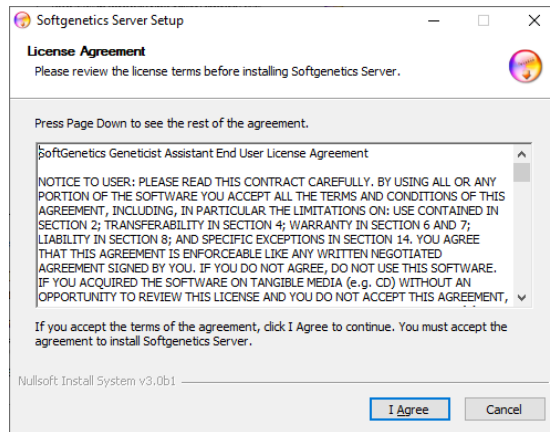 Softgenetics Server Setup
License Agreement
Please review the license terms before installing Softgenetics Server.
Press Page Down to see the rest of the agreement.
SoftGenetics Geneticist Assistant End User License Agreement
NOTICE TO USER: PLEASE READ THIS CONTRACT CAREFULLY. BY USING ALL OR ANY
PORTION OF THE SOFTWARE YOU ACCEPT ALL THE TERMS AND CONDITIONS OF THIS
AGREEMENT, INCLUDING, IN PARTICULAR THE LIMITATIONS ON: USE CONTAINED IN
SECTION 2; TRANSFERABILITY IN SECTION 4; WARRANTY IN SECTION 6 AND 7;
LIABILITY IN SECTION 8; AND SPECIFIC EXCEPTIONS IN SECTION 14. YOU AGREE
THAT THIS AGREEMENT IS ENFORCEABLE LIKE ANY WRITTEN NEGOTIATED
AGREEMENT SIGNED BY YOU. IF YOU DO NOT AGREE, DO NOT USE THIS SOFTWARE.
IF YOU ACQUIRED THE SOFTWARE ON TANGIBLE MEDIA (e.g. CD) WITHOUT AN
OPPORTUNITY TO REVIEW THIS LICENSE AND YOU DO NOT ACCEPT THIS AGREEMENT,
If you accept the terms of the agreement, click I Agree to continue. You must accept the
agreement to install Softgenetics Server.
Nullsoft Install System v3.0b1
I Agree
Cancel